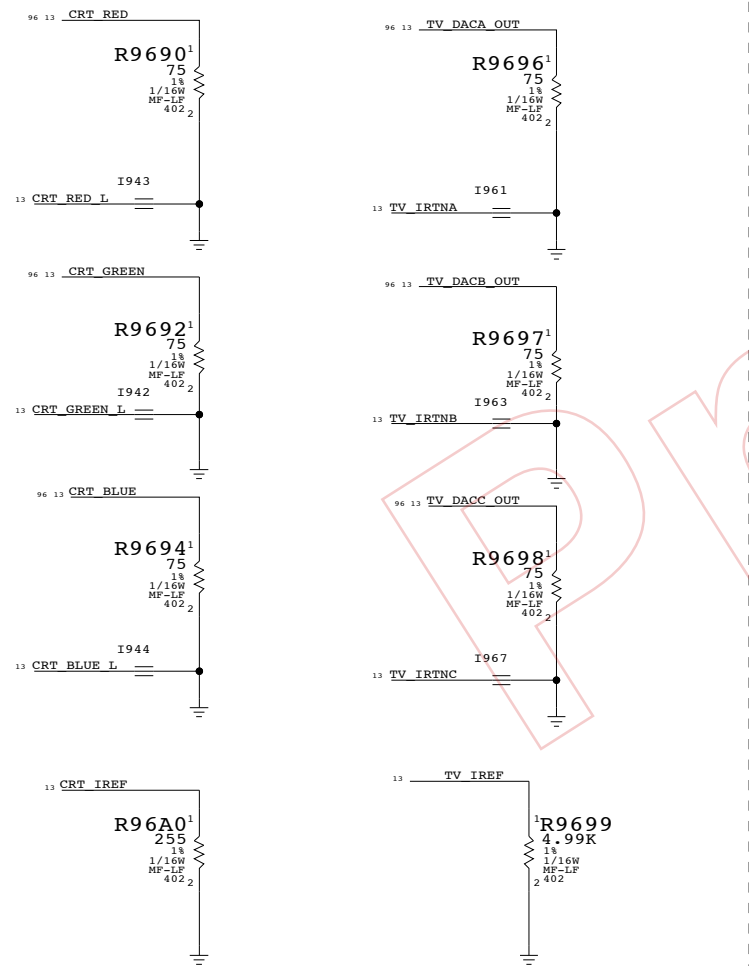 96 13 CRT_RED
R9690 1
75
1%
1/16W
MF-LF
402 2
I943
13 CRT_RED_L
96 13 CRT_GREEN
R9692 1
75
1%
1/16W
MF-LF
402 2
I942
13 CRT_GREEN_L
96 13 CRT_BLUE
R9694 1
75
1%
1/16W
MF-LF
402 2
I944
13 CRT_BLUE_L
13 CRT_IREF
R96A0 1
255
1%
1/16W
MF-LF
402 2
96 13 TV_DACA_OUT
R9696 1
75
1%
1/16W
MF-LF
402 2
I961
13 TV_IRTNA
96 13 TV_DACB_OUT
R9697 1
75
1%
1/16W
MF-LF
402 2
I963
13 TV_IRTNB
96 13 TV_DACC_OUT
R9698 1
75
1%
1/16W
MF-LF
402 2
I967
13 TV_IRTNC
13 TV_IREF
1 R9699
4.99K
1%
1/16W
MF-LF
2 402